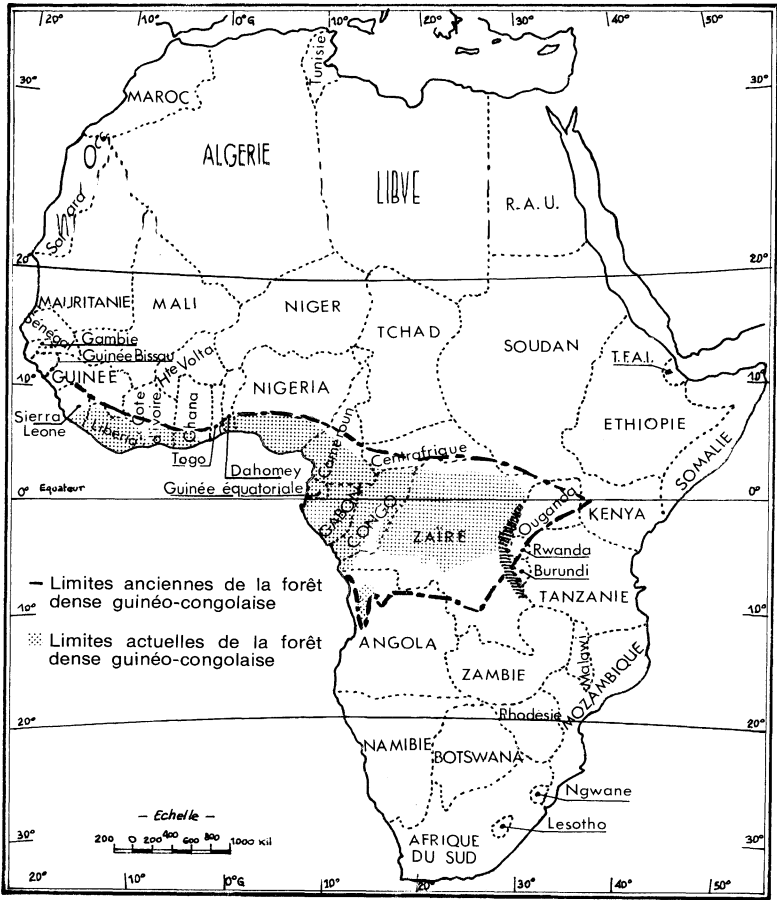 20° 10° 0°G 10° 20° 30° 40° 50°
30° 30°
Tunisie
MAROC
ALGERIE
LIBYE
R.A.U.
Sahara
20° 20°
MAURITANIE
MALI
NIGER
TCHAD
SOUDAN
Sénégal
Gambie
Guinée Bissau
T.F.A.I.
10° 10°
GUINEE
Hte Volta
NIGERIA
Sierra
Leone
Liberia
Cote
d'Ivoire
Ghana
ETHIOPIE
Togo
Dahomey
Cameroun
Centrafrique
SOMALIE
Guinée équatoriale
0° Equateur 0°
GABON
CONGO
ZAÏRE
Ouganda
KENYA
Rwanda
Burundi
TANZANIE
Limites anciennes de la forêt
dense guinéo-congolaise
10° 10°
Limites actuelles de la forêt
dense guinéo-congolaise
ANGOLA
ZAMBIE
Malawi
MOZAMBIQUE
Rhodésie
20° 20°
NAMIBIE
BOTSWANA
Ngwane
Lesotho
AFRIQUE
DU SUD
– Echelle –
200 0 200 400 600 800 1000 Kil
30° 30°
20° 10° 0°G 10° 20° 30° 40° 50°